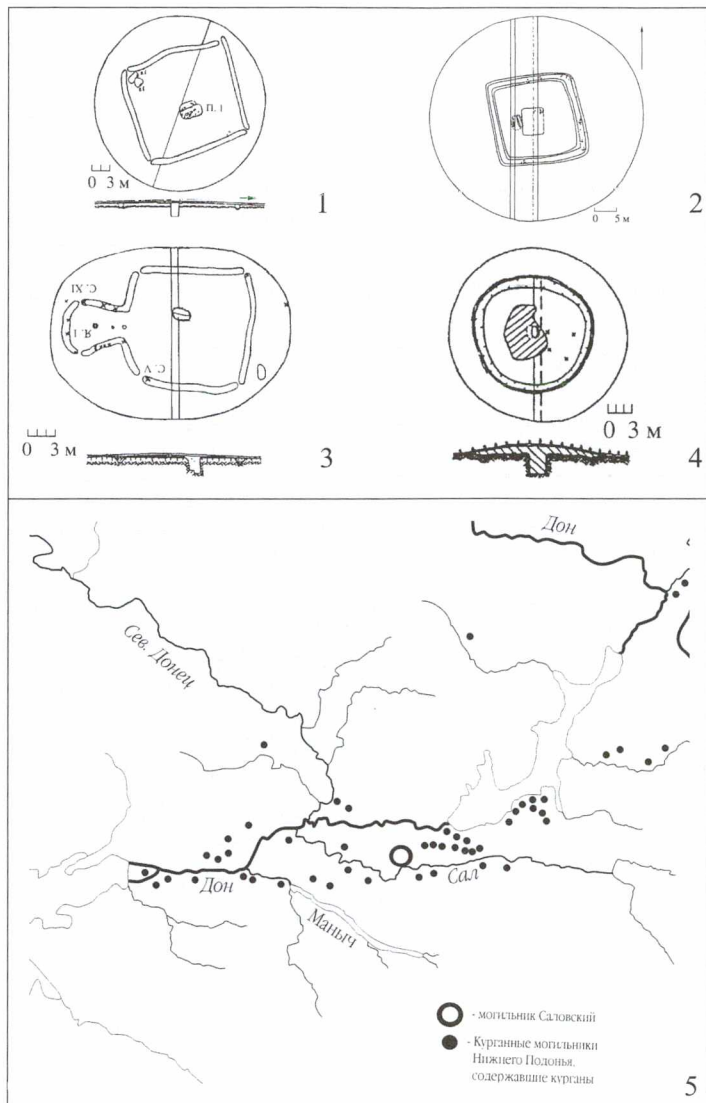 П. 1
0 3 м
1
2
0 5 м
С. XI
Я. 1
С. V
0 3 м
3
0 3 м
4
Дон
Сев. Донец
Дон
Сал
Маныч
- могильник Саловский
- Курганные могильники
Нижнего Подонья,
содержавшие курганы
5